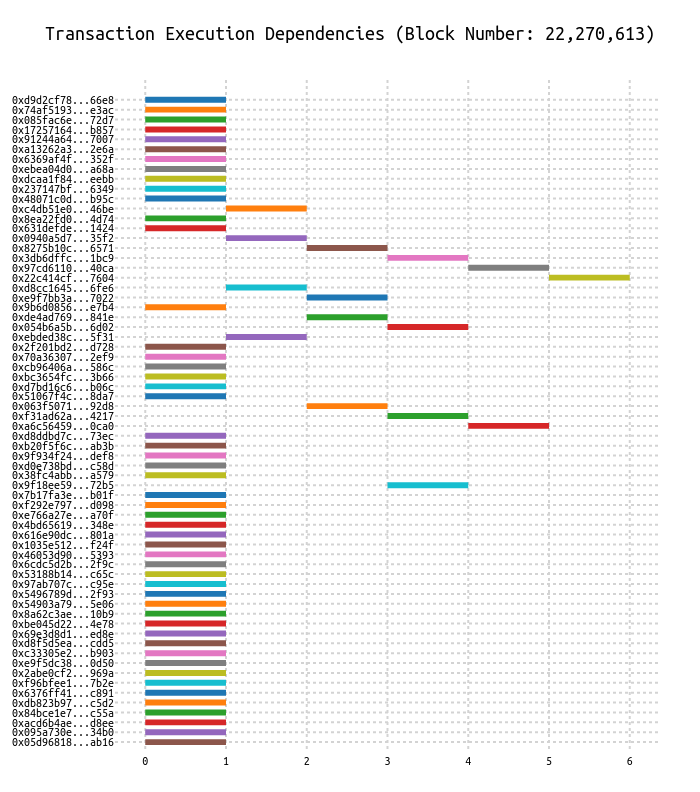 Transaction Execution Dependencies (Block Number: 22,270,613)
0xd9d2cf78...66e8
0x74af5193...e3ac
0x085fac6e...72d7
0x17257164...b857
0x91244a64...7007
0xa13262a3...2e6a
0x6369af4f...352f
0xebea04d0...a68a
0xdcaa1f84...eebb
0x237147bf...6349
0x48071c0d...b95c
0xc4db51e0...46be
0x8ea22fd0...4d74
0x631defde...1424
0x0940a5d7...35f2
0x8275b10c...6571
0x3db6dffc...1bc9
0x97cd6110...40ca
0x22c414cf...7604
0xd8cc1645...6fe6
0xe9f7bb3a...7022
0x9b6d0856...e7b4
0xde4ad769...841e
0x054b6a5b...6d02
0xebded38c...5f31
0x2f201bd2...d728
0x70a36307...2ef9
0xcb96406a...586c
0xbc3654fc...3b66
0xd7bd16c6...b06c
0x51067f4c...8da7
0x063f5071...92d8
0xf31ad62a...4217
0xa6c56459...0ca0
0xd8ddbd7c...73ec
0xb20f5f6c...ab3b
0x9f934f24...def8
0xd0e738bd...c58d
0x38fc4abb...a579
0x9f18ee59...72b5
0x7b17fa3e...b01f
0xf292e797...d098
0xe766a27e...a70f
0x4bd65619...348e
0x616e90dc...801a
0x1035e512...f24f
0x46053d90...5393
0x6cdc5d2b...2f9c
0x53188b14...c65c
0x97ab707c...c95e
0x5496789d...2f93
0x54903a79...5e06
0x8a62c3ae...10b9
0xbe045d22...4e78
0x69e3d8d1...ed8e
0xd8f5d5ea...cdd5
0xc33305e2...b903
0xe9f5dc38...0d50
0x2abe0cf2...969a
0xf96bfee1...7b2e
0x6376ff41...c891
0xdb823b97...c5d2
0x84bce1e7...c55a
0xacd6b4ae...d8ee
0x095a730e...34b0
0x05d96818...ab16
0 1 2 3 4 5 6